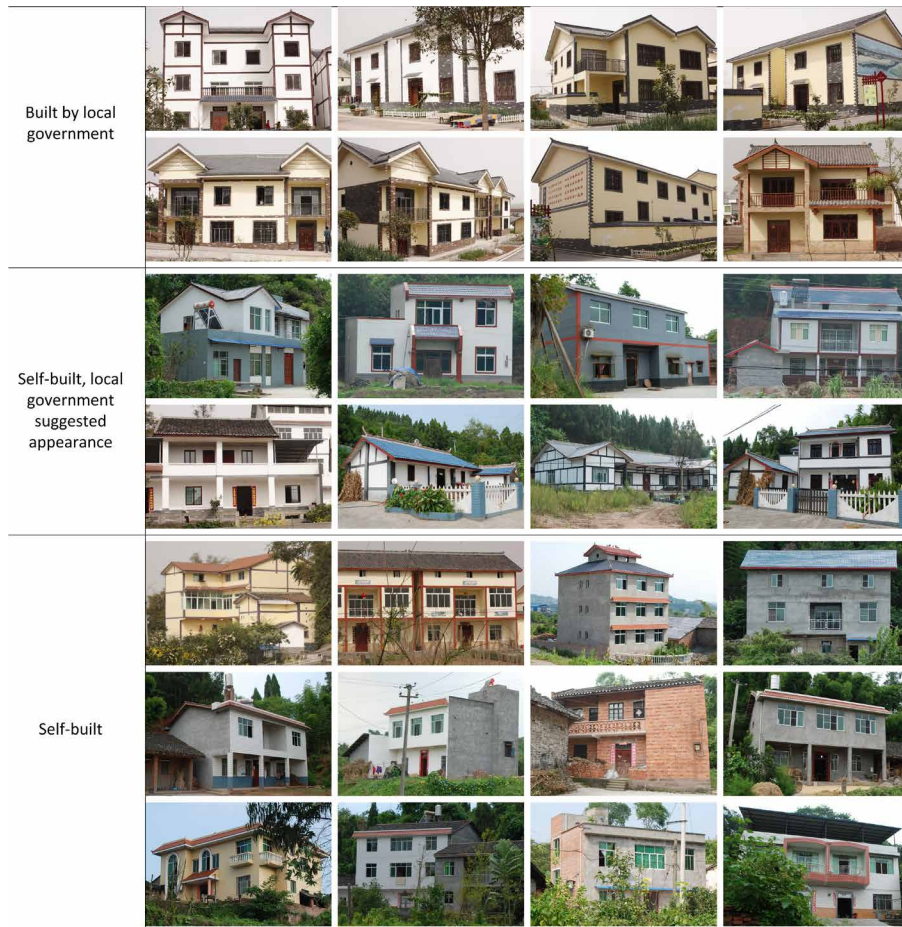 Built by local
government
Self-built, local
government
suggested
appearance
Self-built